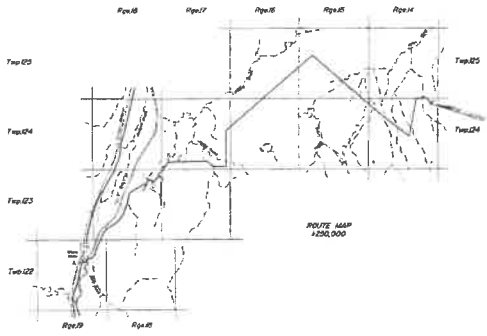 Rge.18 Rge.17 Rge.16 Rge.15 Rge.14
Twp.125 Twp.125
Twp.124 Twp.124
Twp.123
ROUTE MAP
1:250,000
Twp.122
Rge.19 Rge.18